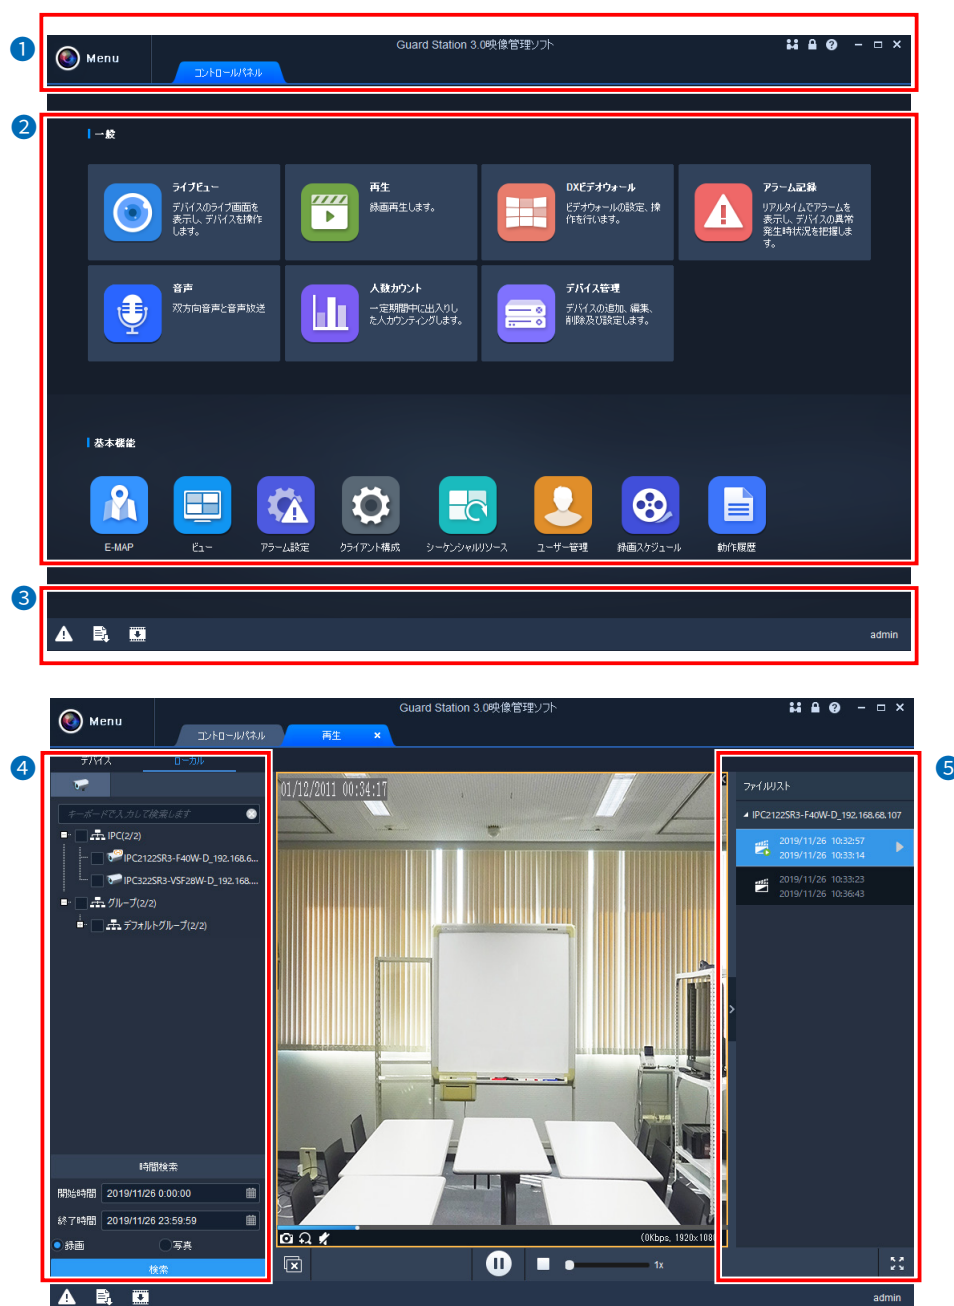 1
Menu
Guard Station 3.0映像管理ソフト
コントロールパネル
2
一般
ライブビュー
デバイスのライブ画面を
表示し、デバイスを操作
します。
再生
録画再生します。
DXビデオウォール
ビデオウォールの設定、操
作を行います。
アラーム記録
リアルタイムでアラームを
表示し、デバイスの異常
発生時状況を把握しま
す。
音声
双方向音声と音声放送
人数カウント
一定期間中に出入りし
た人カウンティングします。
デバイス管理
デバイスの追加、編集、
削除及び設定します。
基本機能
E-MAP
ビュー
アラーム設定
クライアント構成
シーケンシャルリソース
ユーザー管理
録画スケジュール
動作履歴
3
admin
Menu
Guard Station 3.0映像管理ソフト
コントロールパネル
再生
4
デバイス
ローカル
キーボードで入力して検索します
IPC(2/2)
IPC2122SR3-F40W-D_192.168.6...
IPC322SR3-VSF28W-D_192.168....
グループ(2/2)
デフォルトグループ(2/2)
時間検索
開始時間 2019/11/26 0:00:00
終了時間 2019/11/26 23:59:59
録画
写真
検索
01/12/2011 00:34:17
(0Kbps, 1920×108
1x
5
ファイルリスト
IPC2122SR3-F40W-D_192.168.68.107
2019/11/26 10:32:57
2019/11/26 10:33:14
2019/11/26 10:33:23
2019/11/26 10:36:43
admin